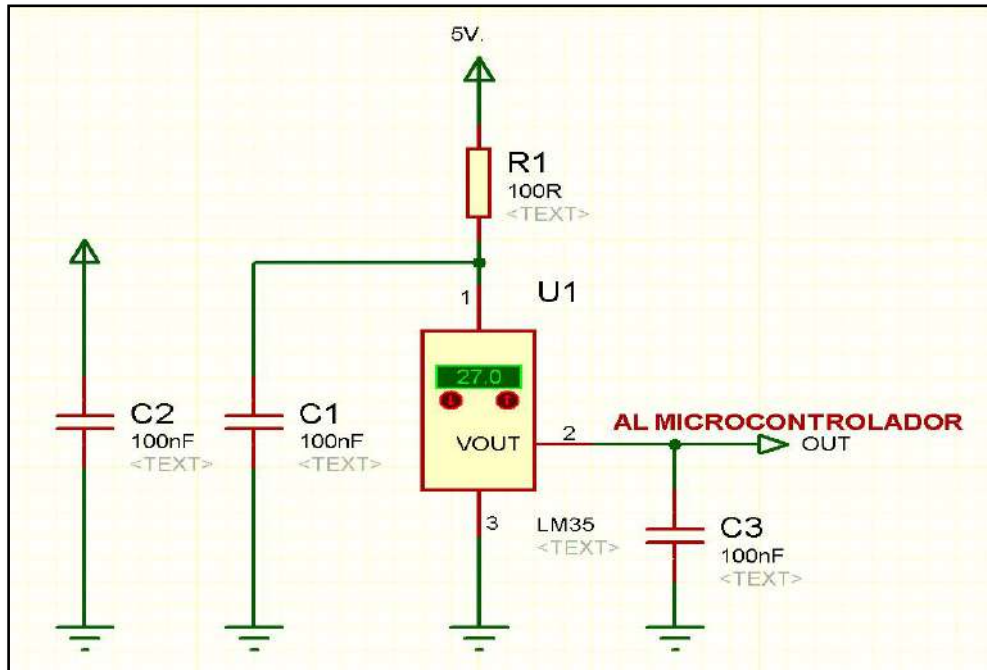 5V.
R1
100R
<TEXT>
1
U1
27.0
C2
100nF
<TEXT>
C1
100nF
<TEXT>
VOUT
2
AL MICROCONTROLADOR
OUT
3
LM35
<TEXT>
C3
100nF
<TEXT>